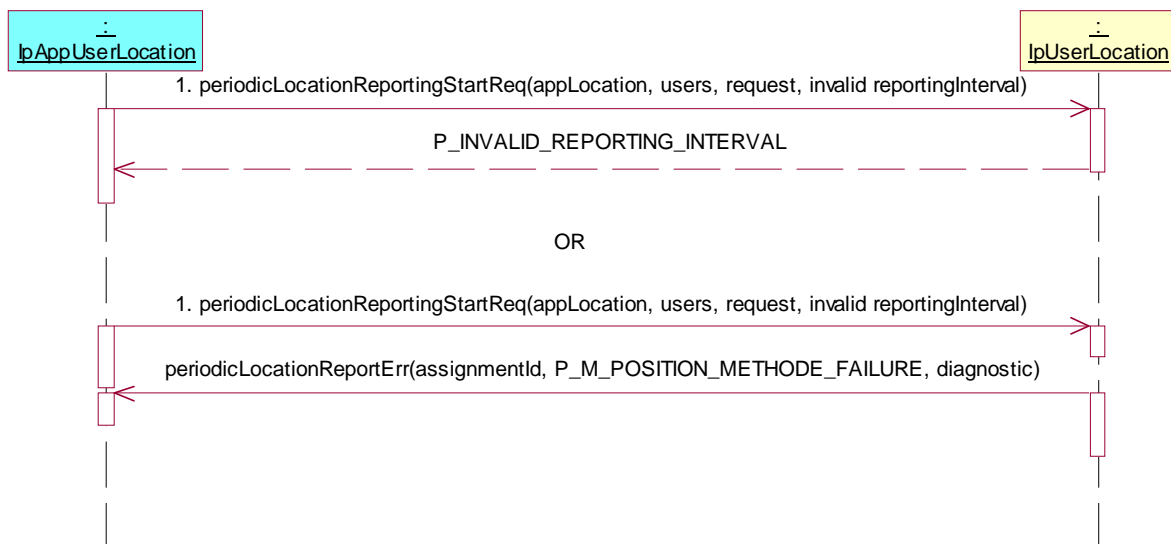 :
IpAppUserLocation
:
IpUserLocation
1. periodicLocationReportingStartReq(appLocation, users, request, invalid reportingInterval)
P_INVALID_REPORTING_INTERVAL
OR
1. periodicLocationReportingStartReq(appLocation, users, request, invalid reportingInterval)
periodicLocationReportErr(assignmentId, P_M_POSITION_METHODE_FAILURE, diagnostic)